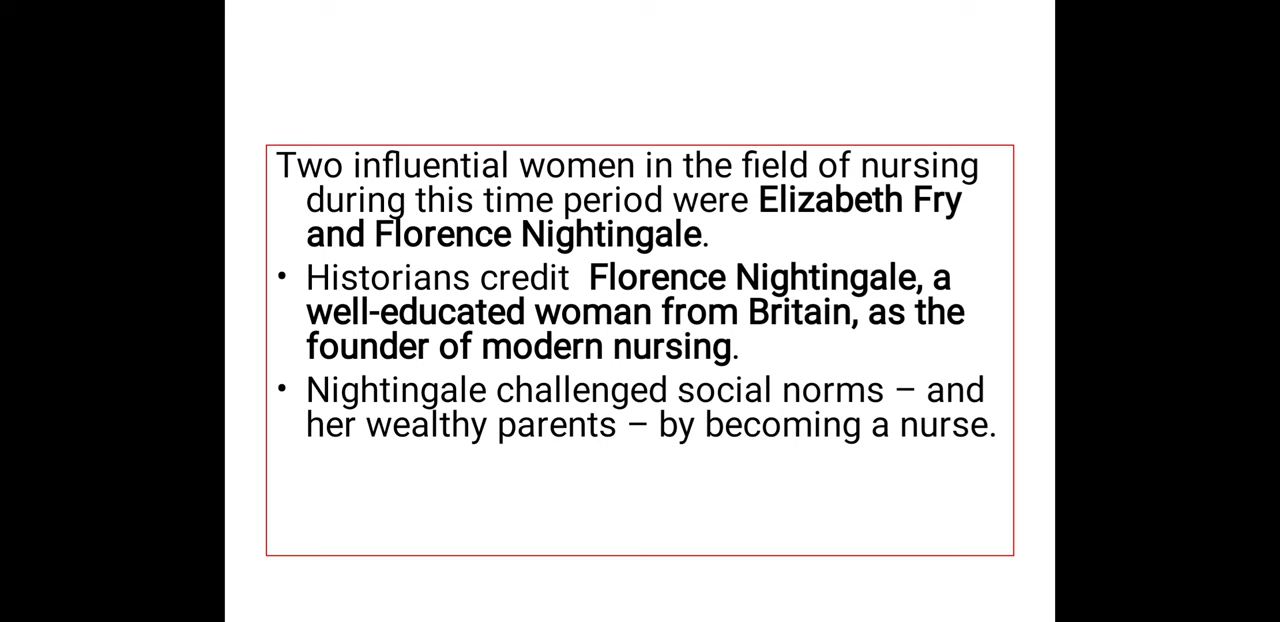 Two influential women in the field of nursing
during this time period were Elizabeth Fry
and Florence Nightingale.
• Historians credit  Florence Nightingale, a
well-educated woman from Britain, as the
founder of modern nursing.
• Nightingale challenged social norms – and
her wealthy parents – by becoming a nurse.